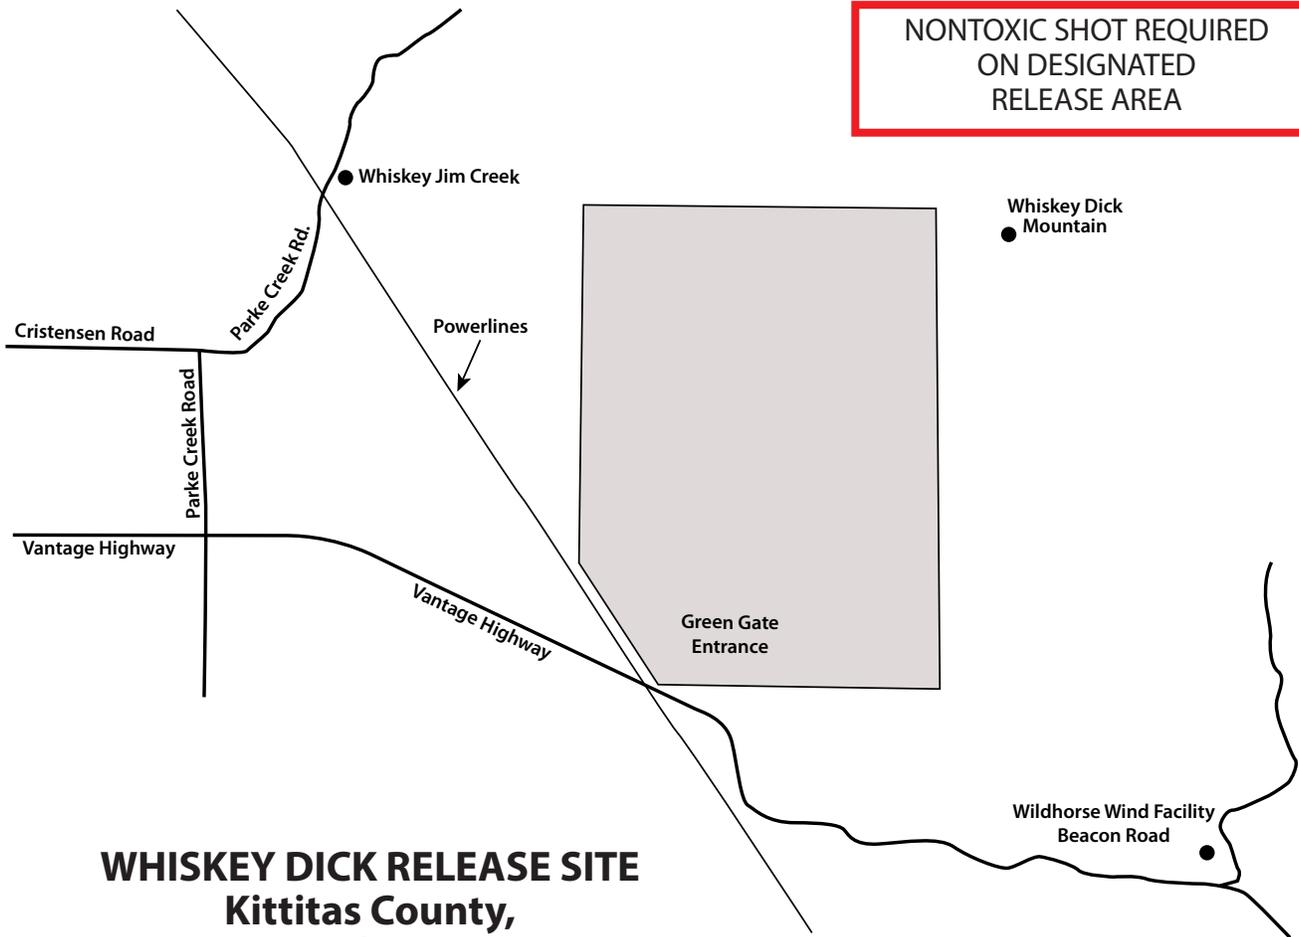 NONTOXIC SHOT REQUIRED
ON DESIGNATED
RELEASE AREA
Whiskey Jim Creek
Whiskey Dick
Mountain
Parke Creek Rd.
Powerlines
Cristensen Road
Parke Creek Road
Vantage Highway
Vantage Highway
Green Gate
Entrance
Wildhorse Wind Facility
Beacon Road
WHISKEY DICK RELEASE SITE
Kittitas County,